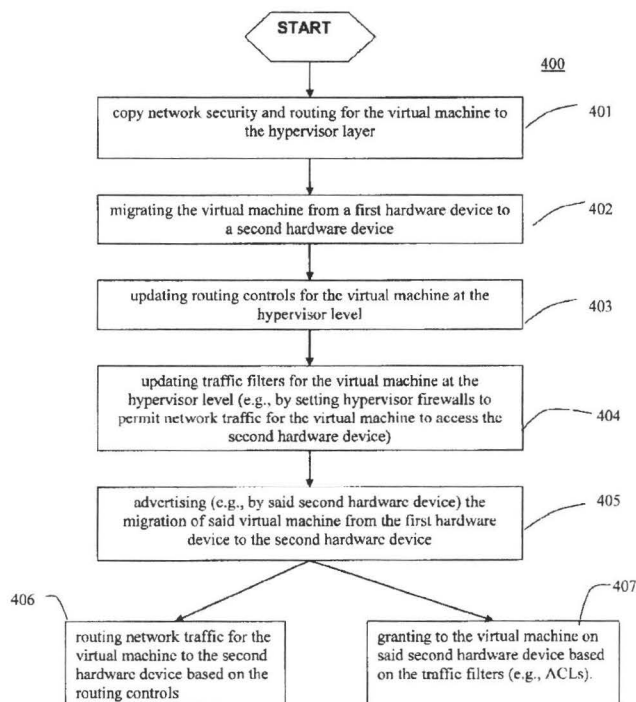 START
400
copy network security and routing for the virtual machine to
the hypervisor layer
401
migrating the virtual machine from a first hardware device to
a second hardware device
402
updating routing controls for the virtual machine at the
hypervisor level
403
updating traffic filters for the virtual machine at the
hypervisor level (e.g., by setting hypervisor firewalls to
permit network traffic for the virtual machine to access the
second hardware device)
404
advertising (e.g., by said second hardware device) the
migration of said virtual machine from the first hardware
device to the second hardware device
405
406
routing network traffic for the
virtual machine to the second
hardware device based on the
routing controls
407
granting to the virtual machine on
said second hardware device based
on the traffic filters (e.g., ACLs).